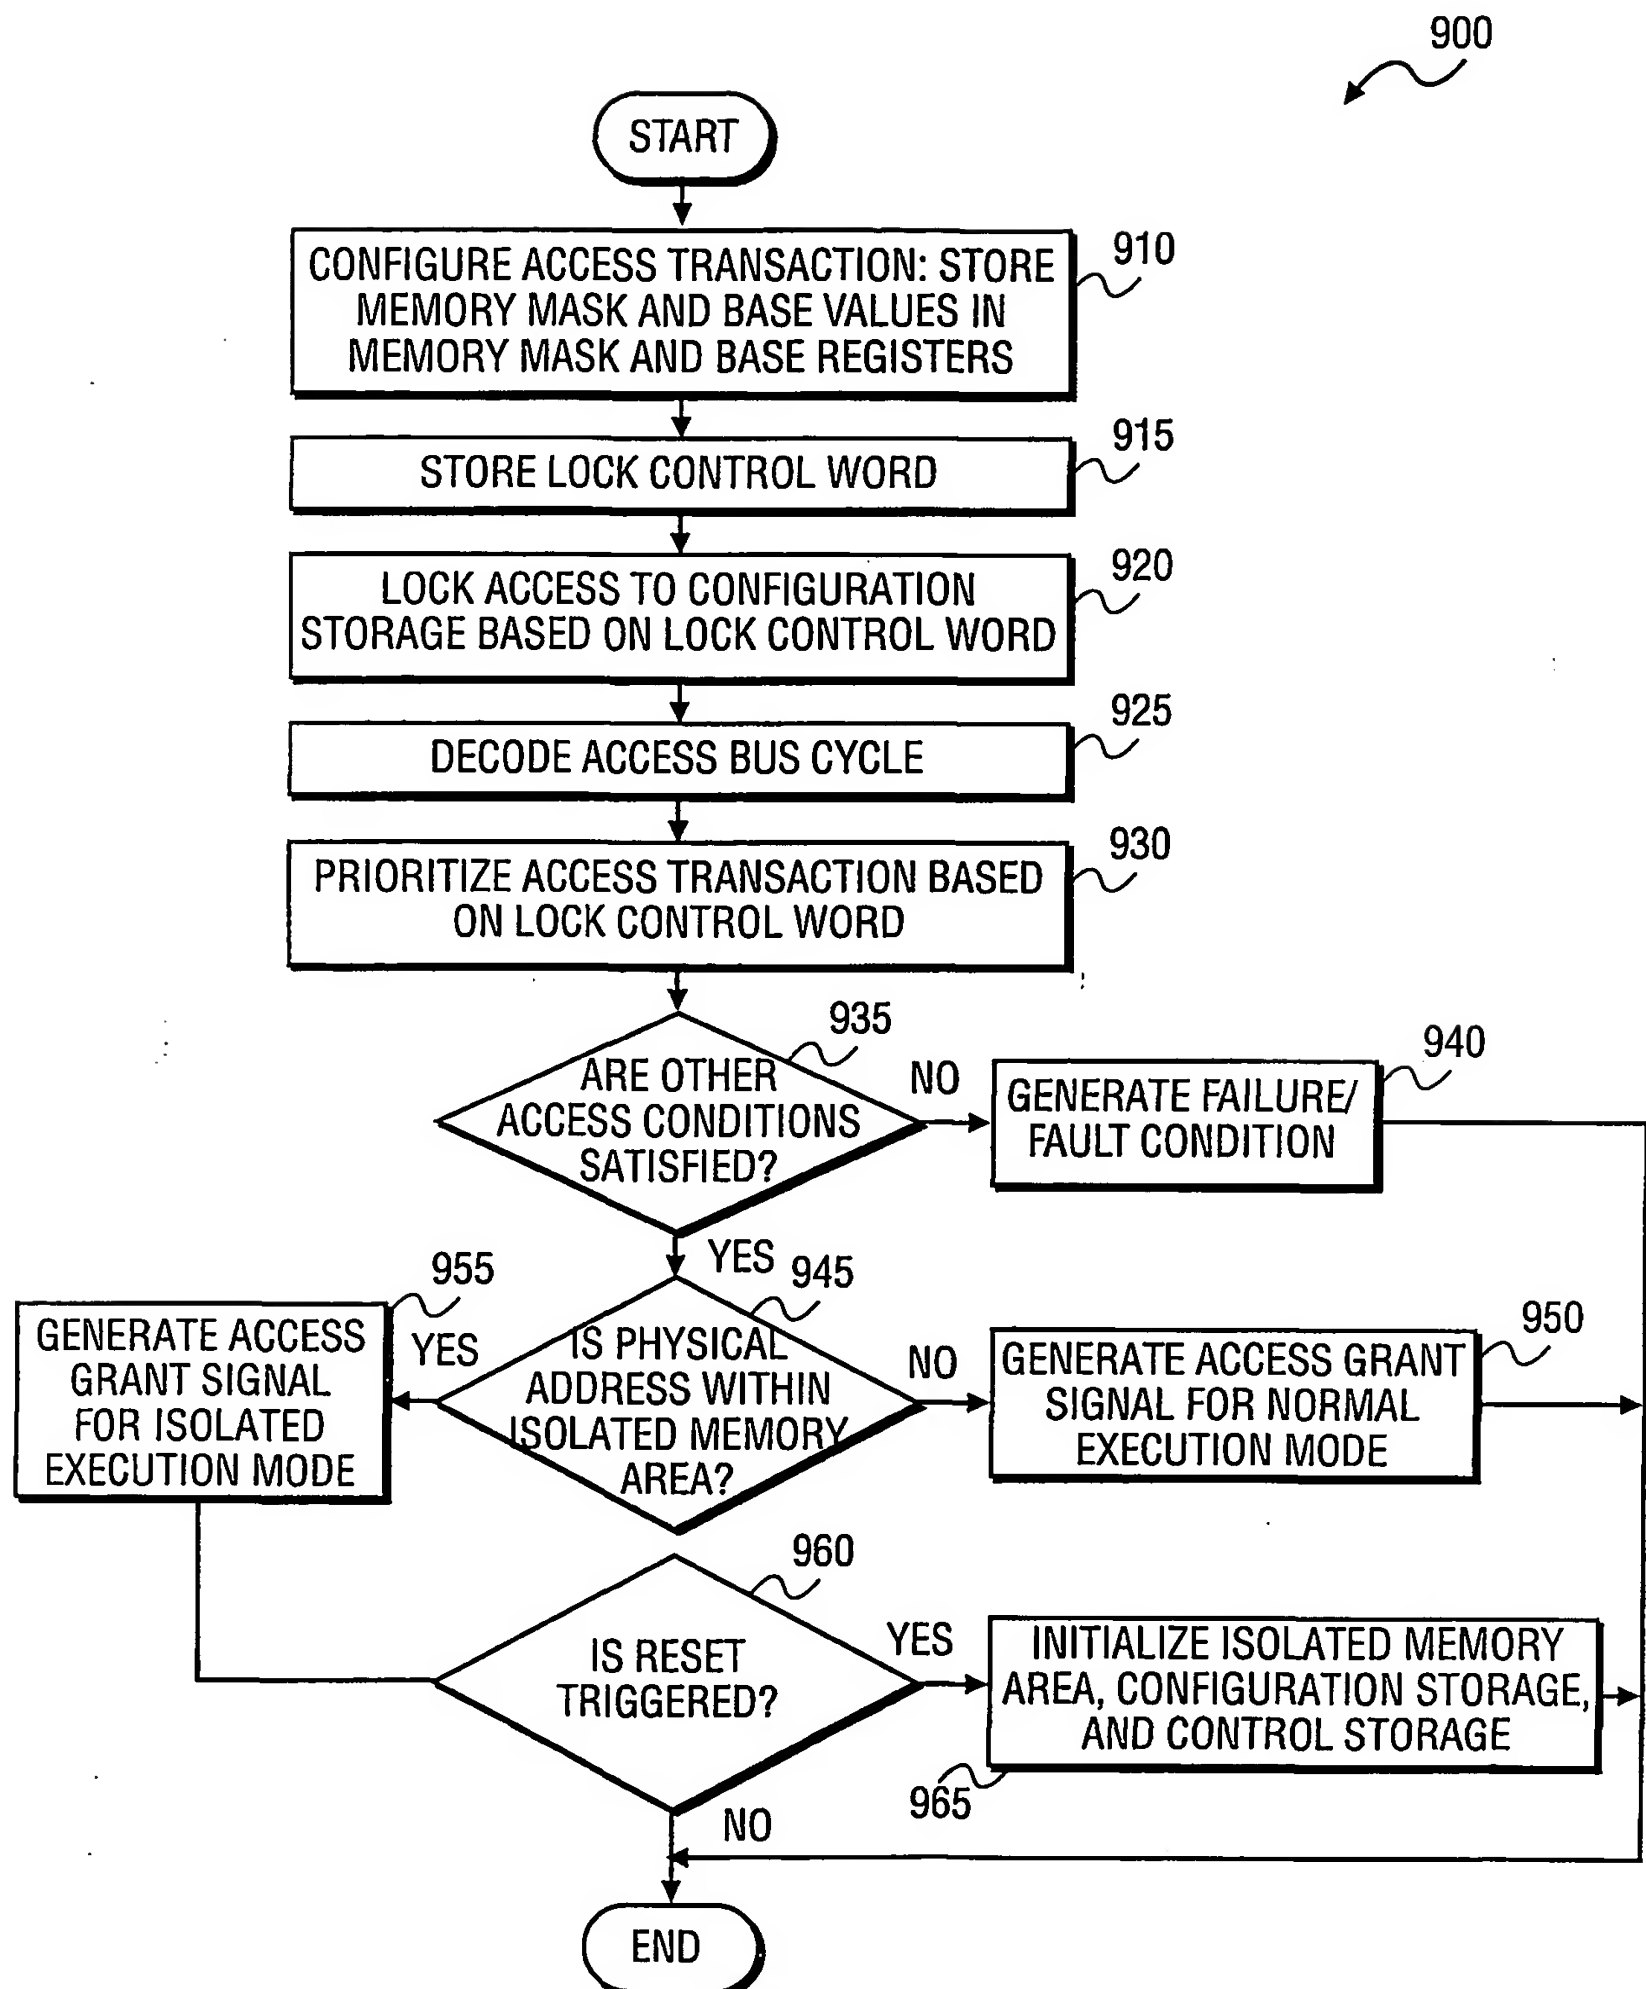 900
START
CONFIGURE ACCESS TRANSACTION: STORE
MEMORY MASK AND BASE VALUES IN
MEMORY MASK AND BASE REGISTERS
910
STORE LOCK CONTROL WORD
915
LOCK ACCESS TO CONFIGURATION
STORAGE BASED ON LOCK CONTROL WORD
920
DECODE ACCESS BUS CYCLE
925
PRIORITIZE ACCESS TRANSACTION BASED
ON LOCK CONTROL WORD
930
ARE OTHER
ACCESS CONDITIONS
SATISFIED?
935
NO
GENERATE FAILURE/
FAULT CONDITION
940
YES
IS PHYSICAL
ADDRESS WITHIN
ISOLATED MEMORY
AREA?
945
YES
GENERATE ACCESS
GRANT SIGNAL
FOR ISOLATED
EXECUTION MODE
955
NO
GENERATE ACCESS GRANT
SIGNAL FOR NORMAL
EXECUTION MODE
950
IS RESET
TRIGGERED?
960
YES
INITIALIZE ISOLATED MEMORY
AREA, CONFIGURATION STORAGE,
AND CONTROL STORAGE
965
NO
END